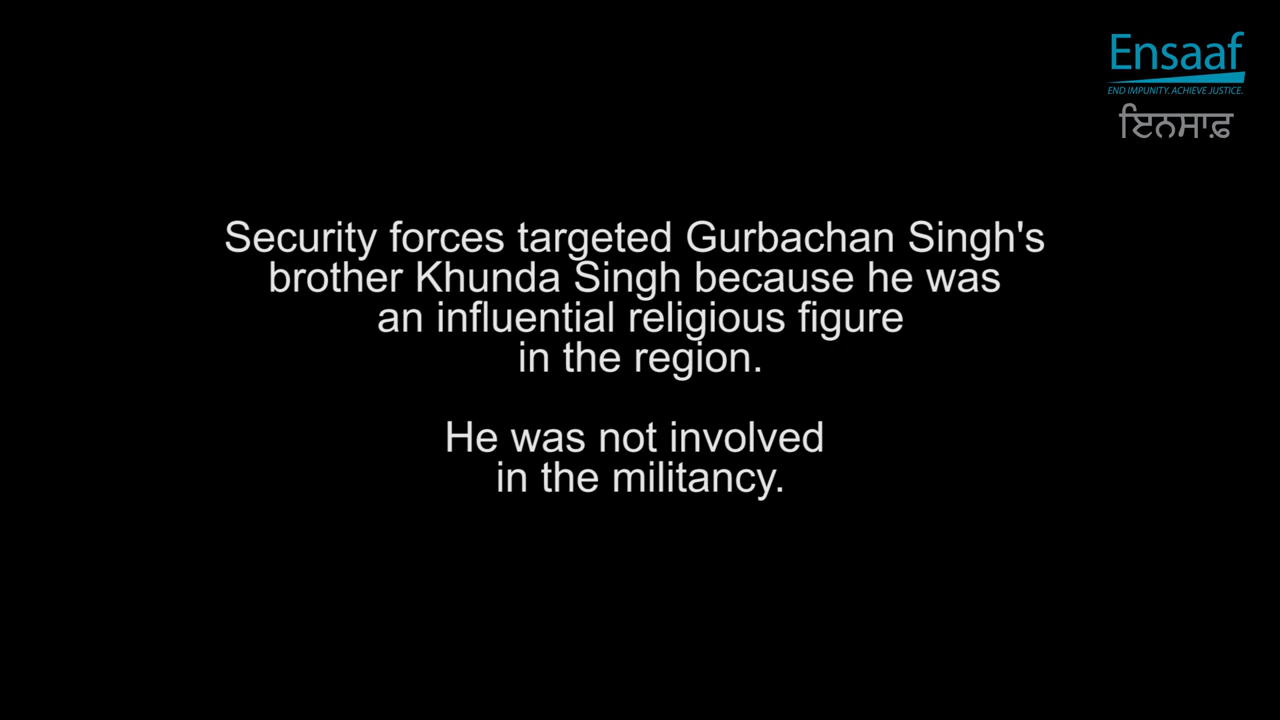 Ensaaf
END IMPUNITY. ACHIEVE JUSTICE.
ਇਨਸਾਫ਼
Security forces targeted Gurbachan Singh's
brother Khunda Singh because he was
an influential religious figure
in the region.
He was not involved
in the militancy.